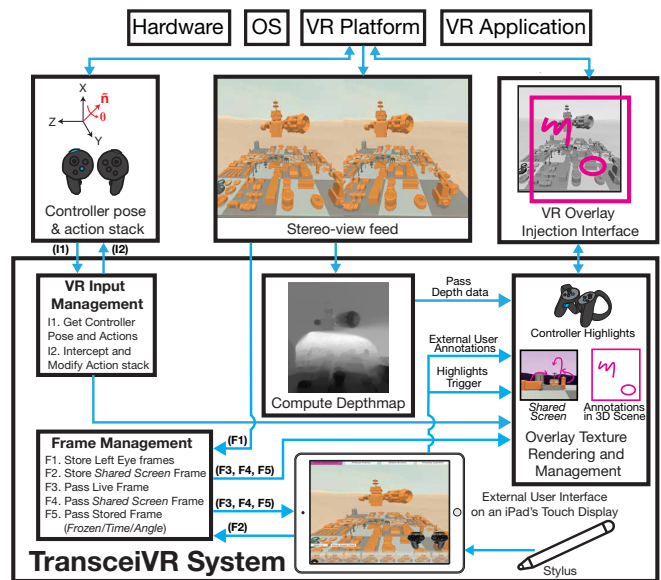 Hardware
OS
VR Platform
VR Application
X
ñ
θ
Z
Y
Controller pose
& action stack
Stereo-view feed
VR Overlay
Injection Interface
(I1)
(I2)
VR Input
Management
I1. Get Controller
Pose and Actions
I2. Intercept and
Modify Action stack
Compute Depthmap
Pass
Depth data
External User
Annotations
Highlights
Trigger
Controller Highlights
Shared
Screen
Annotations
in 3D Scene
Overlay Texture
Rendering and
Management
Frame Management
F1. Store Left Eye frames
F2. Store Shared Screen Frame
F3. Pass Live Frame
F4. Pass Shared Screen Frame
F5. Pass Stored Frame
(Frozen/Time/Angle)
(F1)
(F3, F4, F5)
(F3, F4, F5)
(F2)
External User Interface
on an iPad's Touch Display
Stylus
TransceiVR System